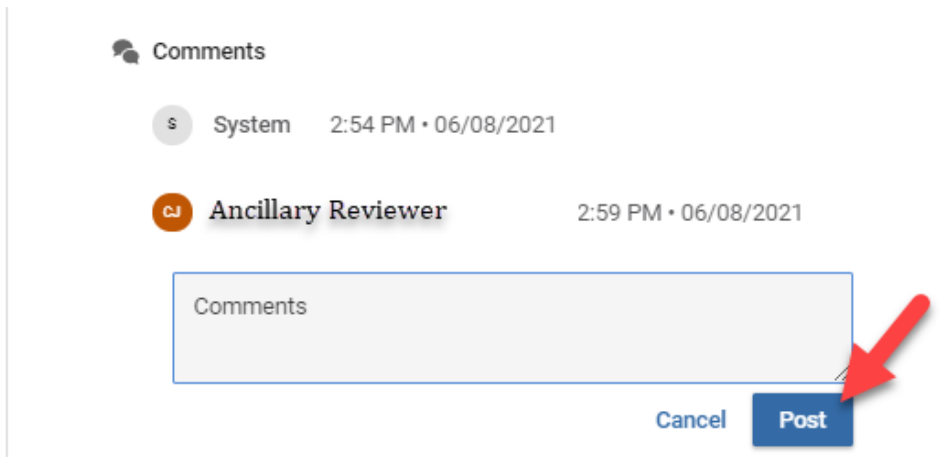 Comments
S System 2:54 PM • 06/08/2021
CJ Ancillary Reviewer 2:59 PM • 06/08/2021
Comments
Cancel Post